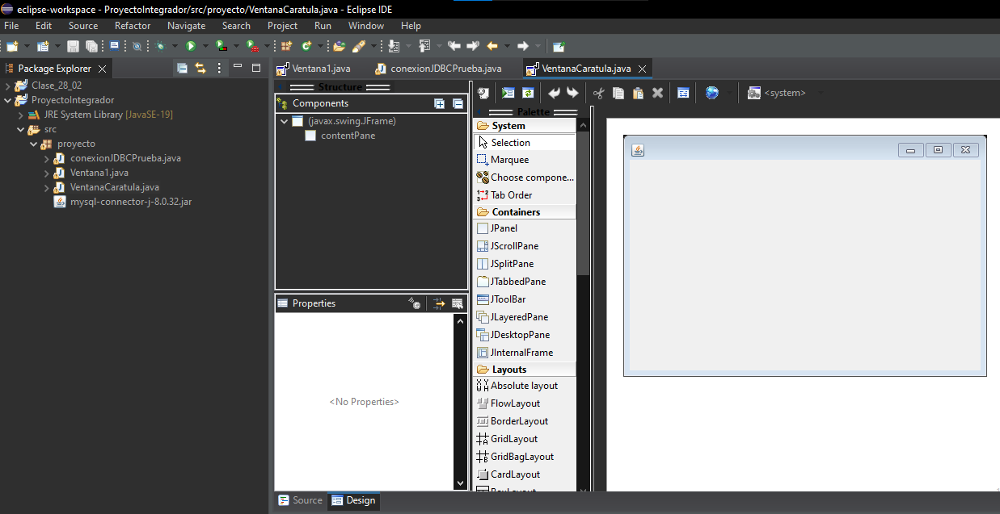 eclipse-workspace - ProyectoIntegrador/src/proyecto/VentanaCaratula.java - Eclipse IDE
File Edit Source Refactor Navigate Search Project Run Window Help
Package Explorer
Clase_28_02
ProyectoIntegrador
JRE System Library [JavaSE-19]
src
proyecto
conexionJDBCPrueba.java
Ventana1.java
VentanaCaratula.java
mysql-connector-j-8.0.32.jar
Ventana1.java conexionJDBCPrueba.java VentanaCaratula.java
Structure
Components
(javax.swing.JFrame)
contentPane
Properties
<No Properties>
Source Design
<system>
Palette
System
Selection
Marquee
Choose compone...
Tab Order
Containers
JPanel
JScrollPane
JSplitPane
JTabbedPane
JToolBar
JLayeredPane
JDesktopPane
JInternalFrame
Layouts
Absolute layout
FlowLayout
BorderLayout
GridLayout
GridBagLayout
CardLayout